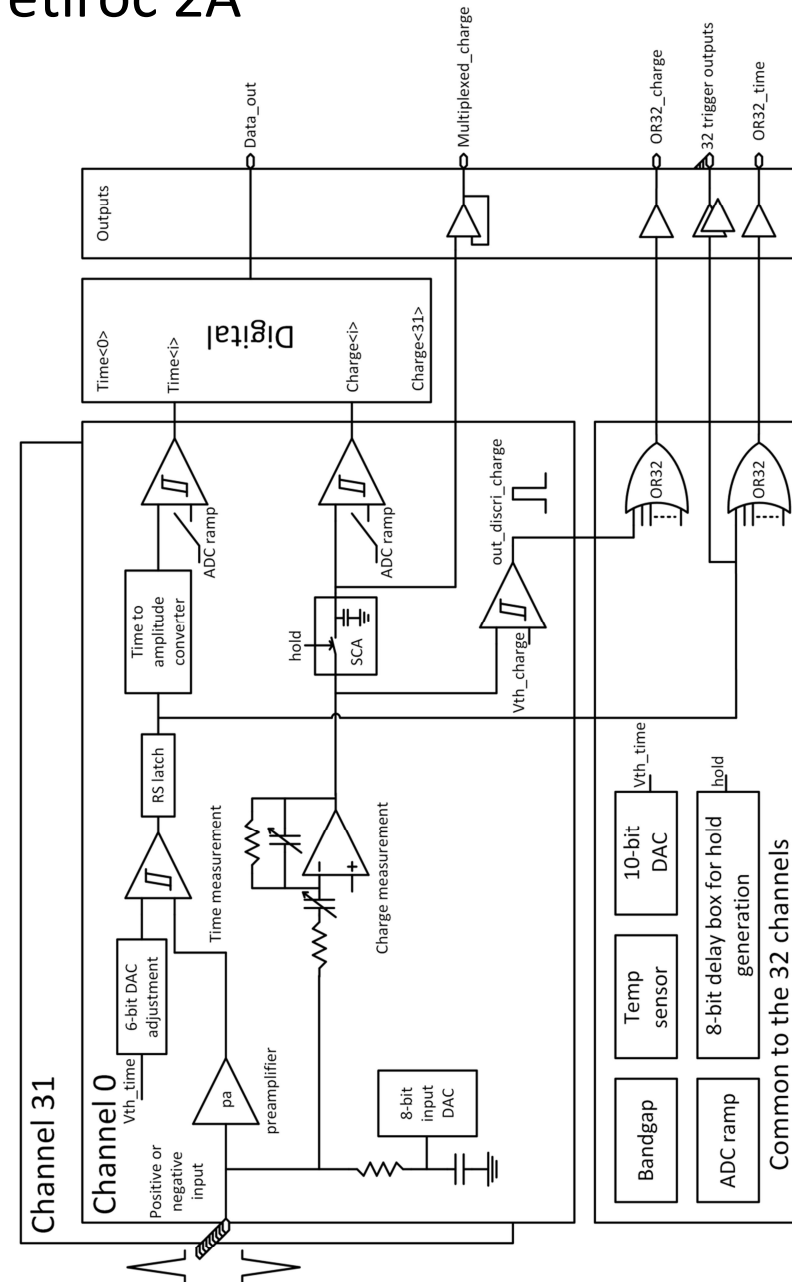 etiroc 2A
Channel 31
Channel 0
Positive or
negative
input
Vth_time
6-bit DAC
adjustment
pa
preamplifier
RS latch
Time measurement
Time to
amplitude
converter
ADC ramp
8-bit
input
DAC
Charge measurement
hold
SCA
ADC ramp
Vth_charge
out_discri_charge
Time<0>
Time<i>
Digital
Charge<i>
Charge<31>
Outputs
Data_out
Multiplexed_charge
OR32_charge
32 trigger outputs
OR32_time
OR32
OR32
Bandgap
Temp
sensor
10-bit
DAC
Vth_time
ADC ramp
8-bit delay box for hold
generation
hold
Common to the 32 channels